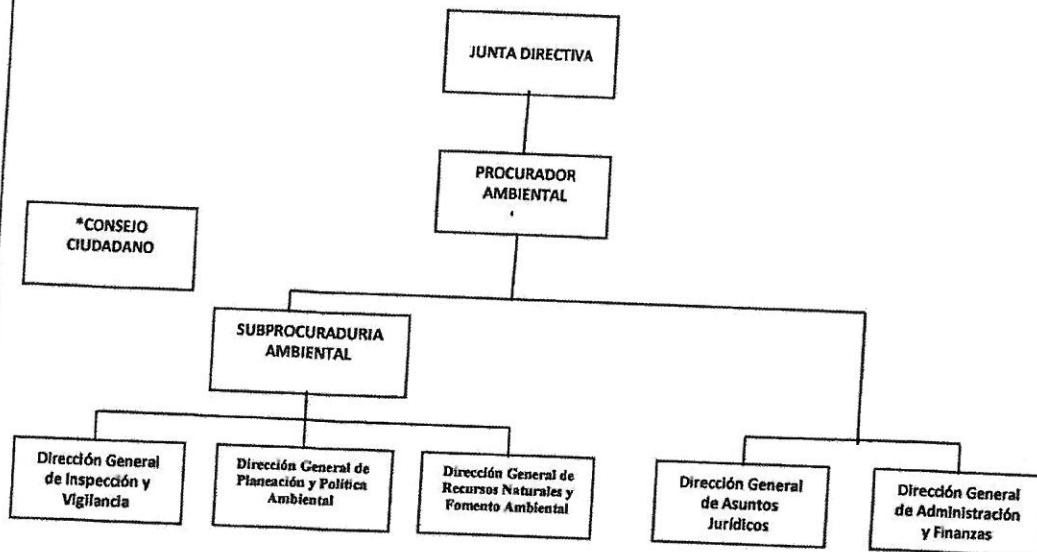 JUNTA DIRECTIVA
PROCURADOR
AMBIENTAL
*CONSEJO
CIUDADANO
SUBPROCURADURIA
AMBIENTAL
Dirección General
de Inspección y
Vigilancia
Dirección General de
Planeación y Política
Ambiental
Dirección General de
Recursos Naturales y
Fomento Ambiental
Dirección General
de Asuntos
Jurídicos
Dirección General
de Administración
y Finanzas